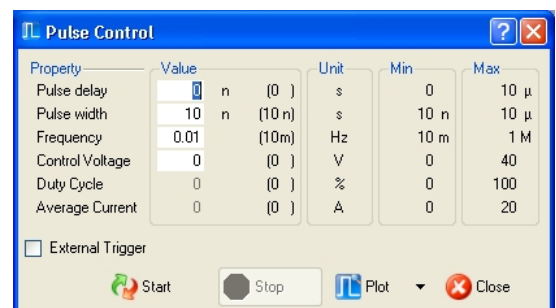 Pulse Control
Property Value Unit Min Max
Pulse delay 0 n (0 ) s 0 10 µ
Pulse width 10 n (10 n) s 10 n 10 µ
Frequency 0.01 (10m) Hz 10 m 1 M
Control Voltage 0 (0 ) V 0 40
Duty Cycle 0 (0 ) % 0 100
Average Current 0 (0 ) A 0 20
External Trigger
Start Stop Plot Close